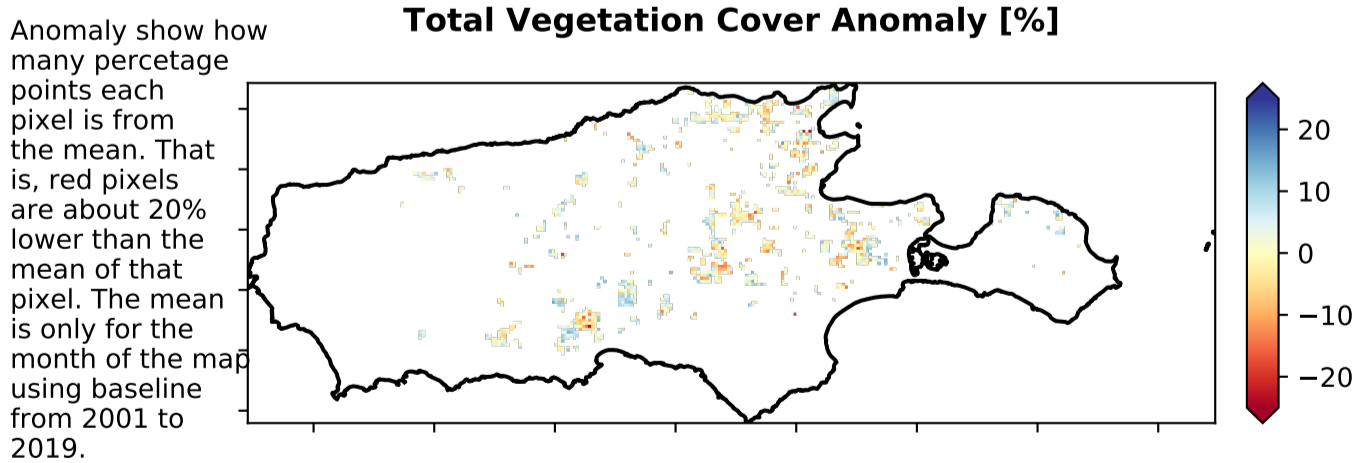 Total Vegetation Cover Anomaly [%]
Anomaly show how
many percetage
points each
pixel is from
the mean. That
is, red pixels
are about 20%
lower than the
mean of that
pixel. The mean
is only for the
month of the map
using baseline
from 2001 to
2019.
20
10
0
−10
−20